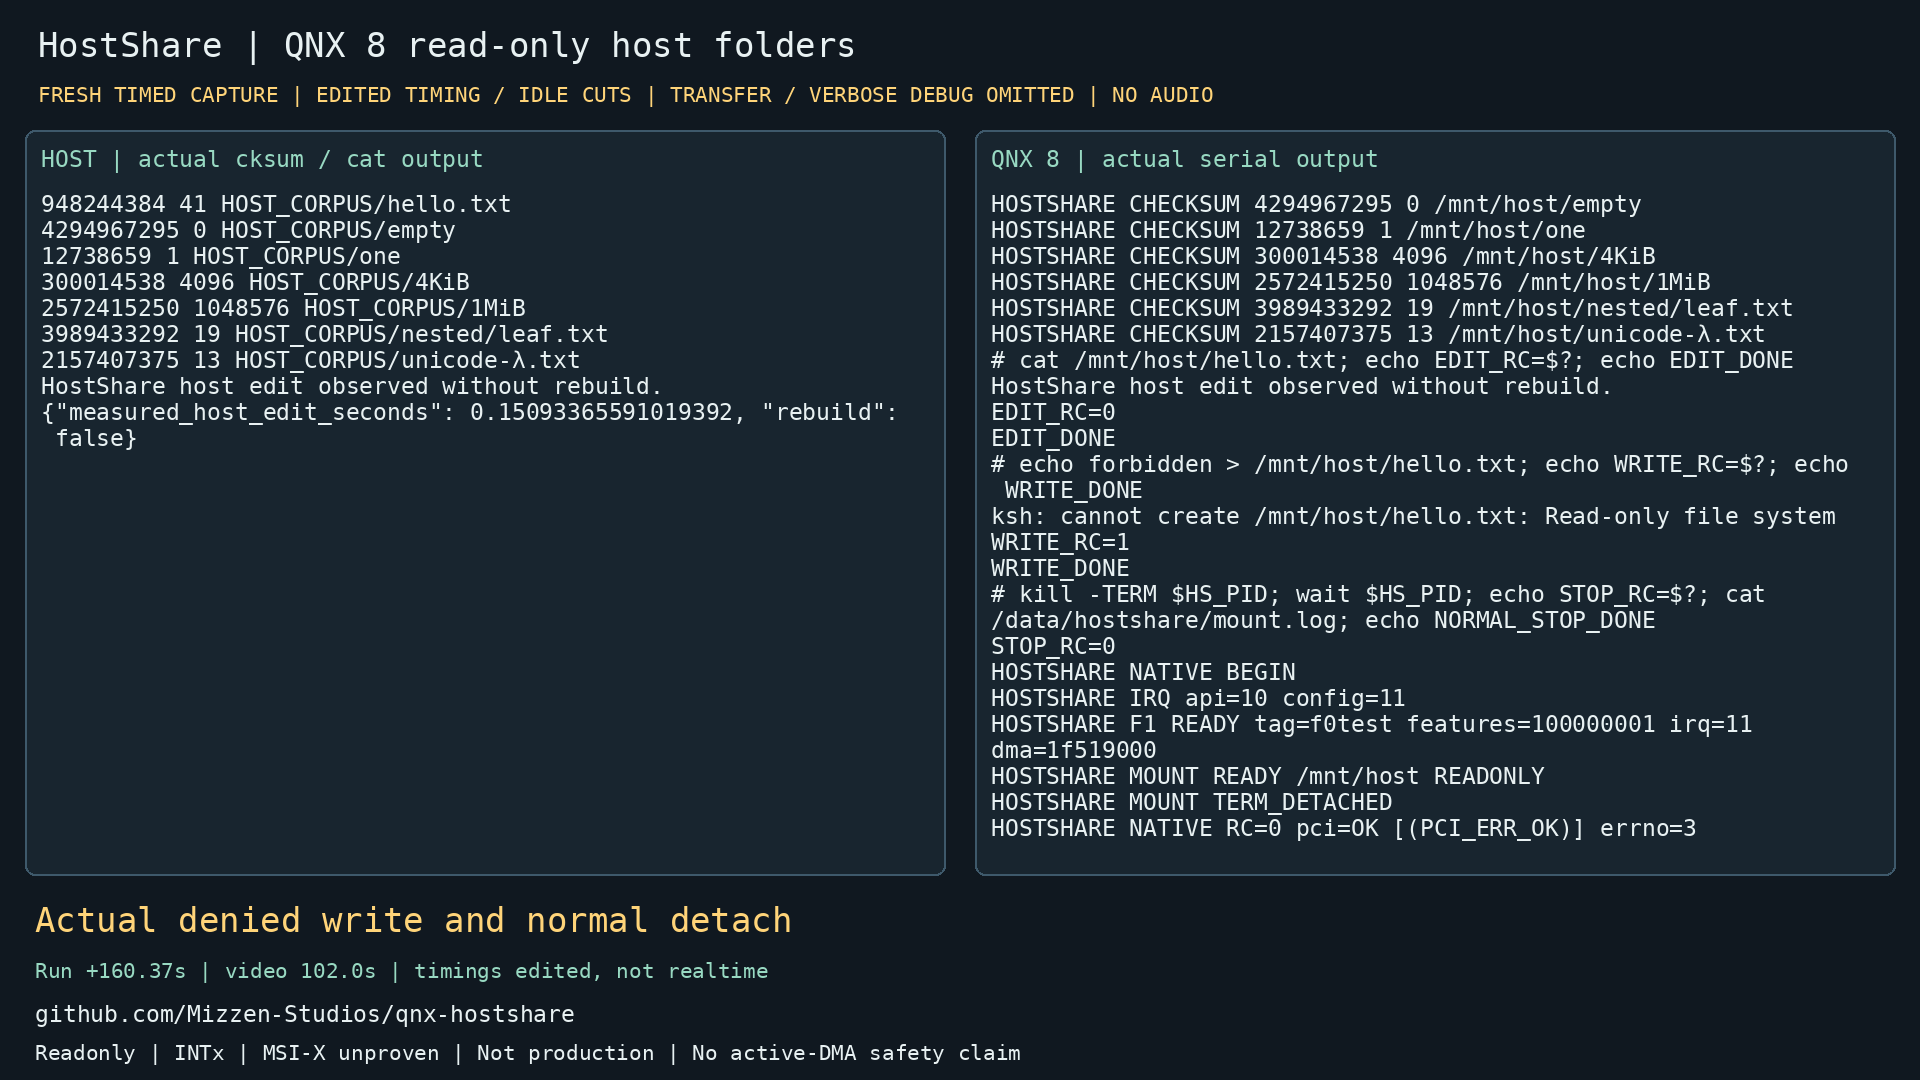 HostShare | QNX 8 read-only host folders
FRESH TIMED CAPTURE | EDITED TIMING / IDLE CUTS | TRANSFER / VERBOSE DEBUG OMITTED | NO AUDIO
HOST | actual cksum / cat output
948244384 41 HOST_CORPUS/hello.txt
4294967295 0 HOST_CORPUS/empty
12738659 1 HOST_CORPUS/one
300014538 4096 HOST_CORPUS/4KiB
2572415250 1048576 HOST_CORPUS/1MiB
3989433292 19 HOST_CORPUS/nested/leaf.txt
2157407375 13 HOST_CORPUS/unicode-λ.txt
HostShare host edit observed without rebuild.
{"measured_host_edit_seconds": 0.15093365591019392, "rebuild":
false}
QNX 8 | actual serial output
HOSTSHARE CHECKSUM 4294967295 0 /mnt/host/empty
HOSTSHARE CHECKSUM 12738659 1 /mnt/host/one
HOSTSHARE CHECKSUM 300014538 4096 /mnt/host/4KiB
HOSTSHARE CHECKSUM 2572415250 1048576 /mnt/host/1MiB
HOSTSHARE CHECKSUM 3989433292 19 /mnt/host/nested/leaf.txt
HOSTSHARE CHECKSUM 2157407375 13 /mnt/host/unicode-λ.txt
# cat /mnt/host/hello.txt; echo EDIT_RC=$?; echo EDIT_DONE
HostShare host edit observed without rebuild.
EDIT_RC=0
EDIT_DONE
# echo forbidden > /mnt/host/hello.txt; echo WRITE_RC=$?; echo
WRITE_DONE
ksh: cannot create /mnt/host/hello.txt: Read-only file system
WRITE_RC=1
WRITE_DONE
# kill -TERM $HS_PID; wait $HS_PID; echo STOP_RC=$?; cat
/data/hostshare/mount.log; echo NORMAL_STOP_DONE
STOP_RC=0
HOSTSHARE NATIVE BEGIN
HOSTSHARE IRQ api=10 config=11
HOSTSHARE F1 READY tag=f0test features=100000001 irq=11
dma=1f519000
HOSTSHARE MOUNT READY /mnt/host READONLY
HOSTSHARE MOUNT TERM_DETACHED
HOSTSHARE NATIVE RC=0 pci=OK [(PCI_ERR_OK)] errno=3
Actual denied write and normal detach
Run +160.37s | video 102.0s | timings edited, not realtime
github.com/Mizzen-Studios/qnx-hostshare
Readonly | INTx | MSI-X unproven | Not production | No active-DMA safety claim